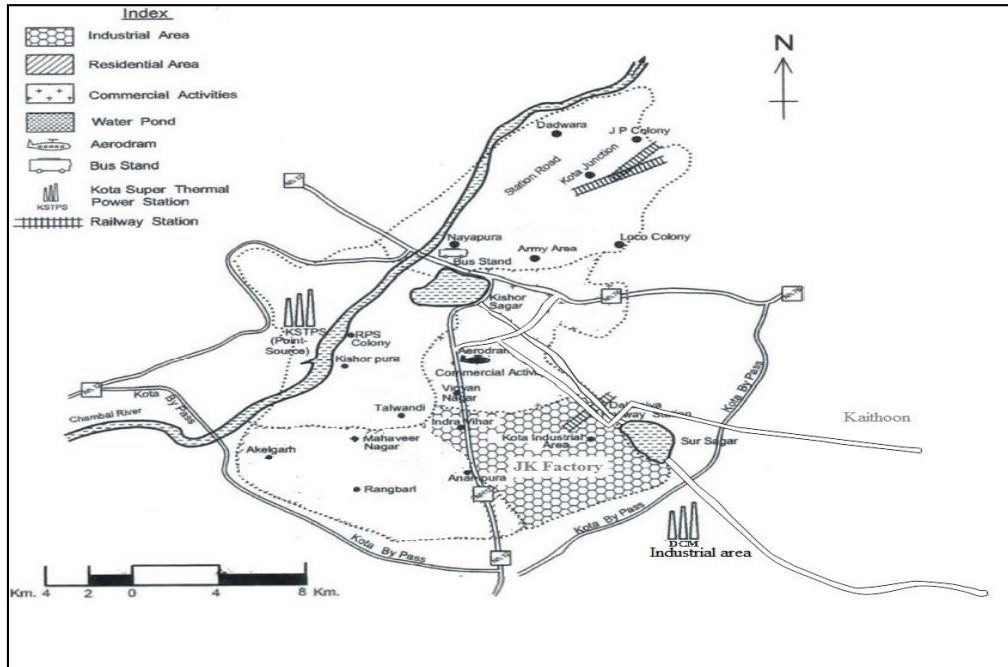 Index
Industrial Area
Residential Area
Commercial Activities
Water Pond
Aerodram
Bus Stand
KSTPS
Kota Super Thermal
Power Station
Railway Station
N
Dadwara
J P Colony
Station Road
Kota Junction
Nayapura
Bus Stand
Army Area
Loco Colony
Kishor
Sagar
KSTPS
(Point-
Source)
RPS
Colony
Kishor pura
Aerodram
Commercial Activi
Vigyan
Nagar
Kota
By Pass
Chambal River
Talwandi
Indra Vihar
Mahaveer
Nagar
Akelgarh
Rangbari
Kota Industrial
Area
JK Factory
Station
Sur Sagar
Kaithoon
Kota By Pass
Kota By Pass
Kota By Pass
DCM
Industrial area
Km. 4 2 0 4 8 Km.